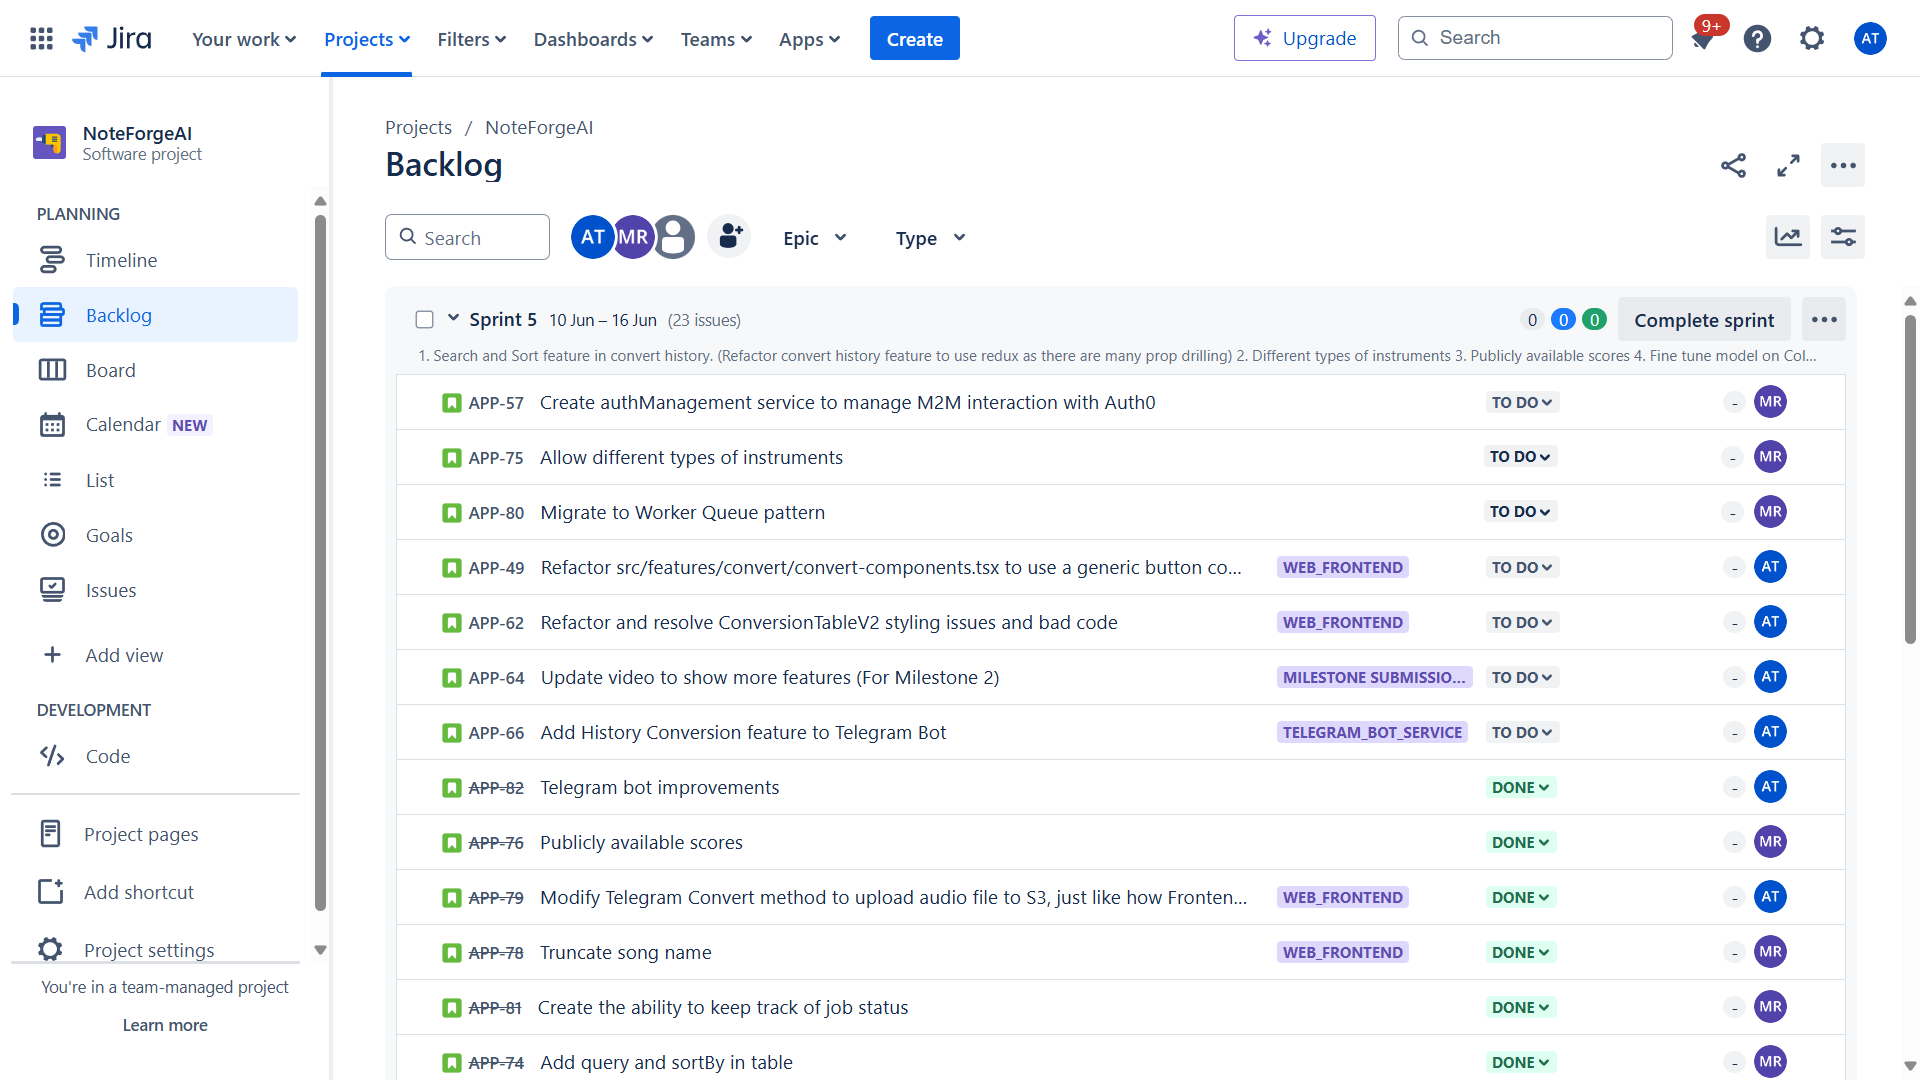 Jira
Your work
Projects
Filters
Dashboards
Teams
Apps
Create
Upgrade
Search
9+
AT
NoteForgeAI
Software project
PLANNING
Timeline
Backlog
Board
Calendar NEW
List
Goals
Issues
Add view
DEVELOPMENT
Code
Project pages
Add shortcut
Project settings
You're in a team-managed project
Learn more
Projects / NoteForgeAI
Backlog
Search
AT MR
Epic
Type
Sprint 5 10 Jun – 16 Jun (23 issues)
0 0 0 Complete sprint
1. Search and Sort feature in convert history. (Refactor convert history feature to use redux as there are many prop drilling) 2. Different types of instruments 3. Publicly available scores 4. Fine tune model on Col...
APP-57 Create authManagement service to manage M2M interaction with Auth0 TO DO - MR
APP-75 Allow different types of instruments TO DO - MR
APP-80 Migrate to Worker Queue pattern TO DO - MR
APP-49 Refactor src/features/convert/convert-components.tsx to use a generic button co... WEB_FRONTEND TO DO - AT
APP-62 Refactor and resolve ConversionTableV2 styling issues and bad code WEB_FRONTEND TO DO - AT
APP-64 Update video to show more features (For Milestone 2) MILESTONE SUBMISSIO... TO DO - AT
APP-66 Add History Conversion feature to Telegram Bot TELEGRAM_BOT_SERVICE TO DO - AT
APP-82 Telegram bot improvements DONE - AT
APP-76 Publicly available scores DONE - MR
APP-79 Modify Telegram Convert method to upload audio file to S3, just like how Fronten... WEB_FRONTEND DONE - AT
APP-78 Truncate song name WEB_FRONTEND DONE - MR
APP-81 Create the ability to keep track of job status DONE - MR
APP-74 Add query and sortBy in table DONE - MR